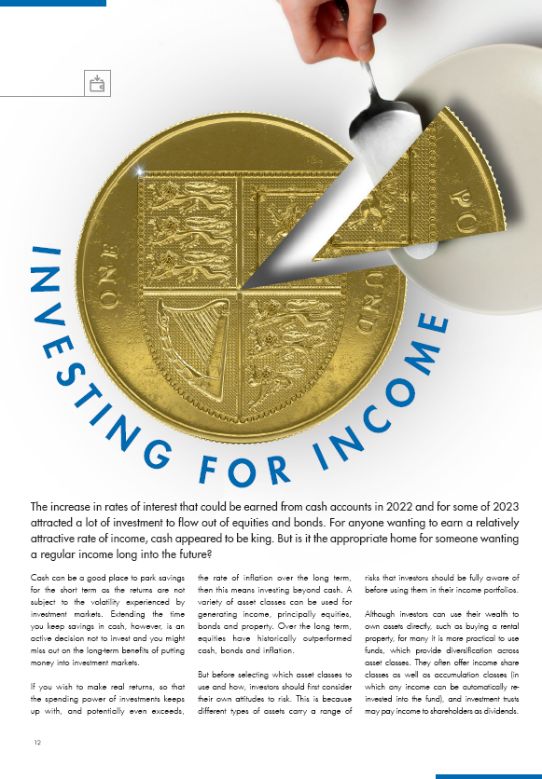 ONE
PO
UND
INVESTING FOR INCOME
The increase in rates of interest that could be earned from cash accounts in 2022 and for some of 2023
attracted a lot of investment to flow out of equities and bonds. For anyone wanting to earn a relatively
attractive rate of income, cash appeared to be king. But is it the appropriate home for someone wanting
a regular income long into the future?
Cash can be a good place to park savings
for the short term as the returns are not
subject to the volatility experienced by
investment markets. Extending the time
you keep savings in cash, however, is an
active decision not to invest and you might
miss out on the long-term benefits of putting
money into investment markets.
If you wish to make real returns, so that
the spending power of investments keeps
up with, and potentially even exceeds,
the rate of inflation over the long term,
then this means investing beyond cash. A
variety of asset classes can be used for
generating income, principally equities,
bonds and property. Over the long term,
equities have historically outperformed
cash, bonds and inflation.
But before selecting which asset classes to
use and how, investors should first consider
their own attitudes to risk. This is because
different types of assets carry a range of
risks that investors should be fully aware of
before using them in their income portfolios.
Although investors can use their wealth to
own assets directly, such as buying a rental
property, for many it is more practical to use
funds, which provide diversification across
asset classes. They often offer income share
classes as well as accumulation classes (in
which any income can be automatically re-
invested into the fund), and investment trusts
may pay income to shareholders as dividends.
12